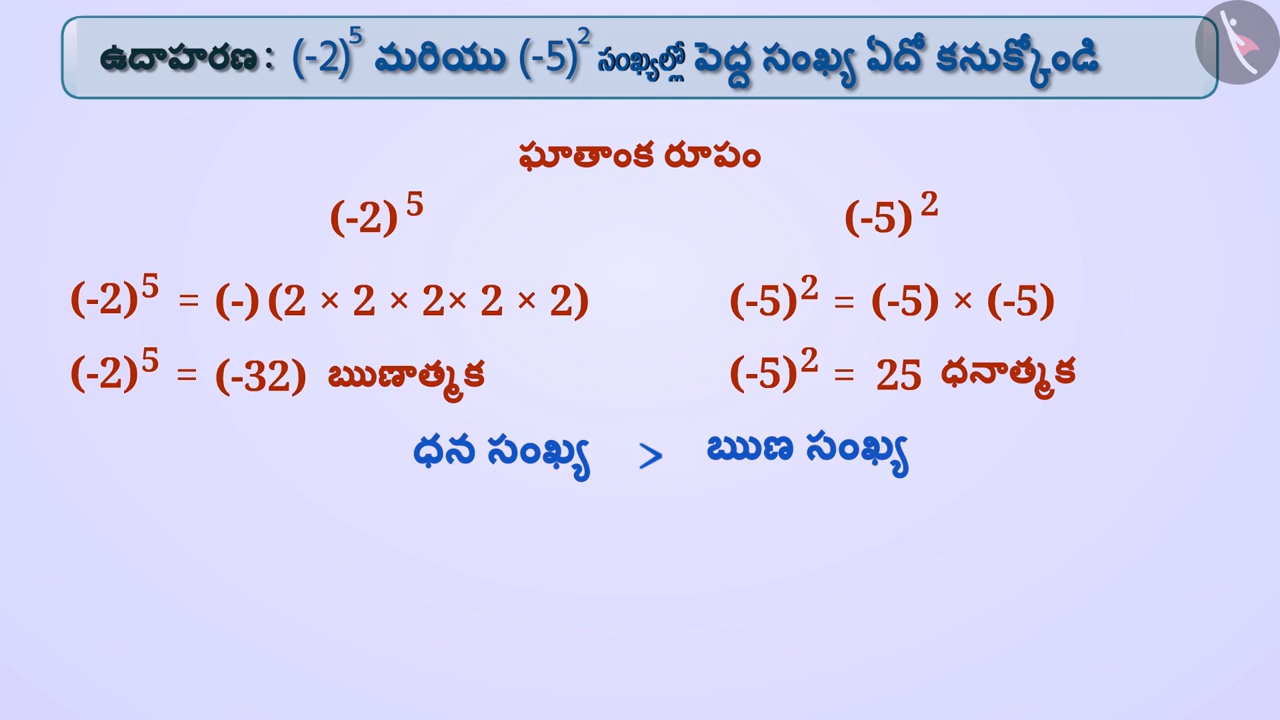 ఉదాహరణ: (-2)⁵ మరియు (-5)² సంఖ్యల్లో పెద్ద సంఖ్య ఏదో కనుక్కోండి
ఘాతాంక రూపం
(-2)⁵ (-5)²
(-2)⁵ = (-) (2 × 2 × 2× 2 × 2) (-5)² = (-5) × (-5)
(-2)⁵ = (-32) ఋణాత్మక (-5)² = 25 ధనాత్మక
ధన సంఖ్య > ఋణ సంఖ్య